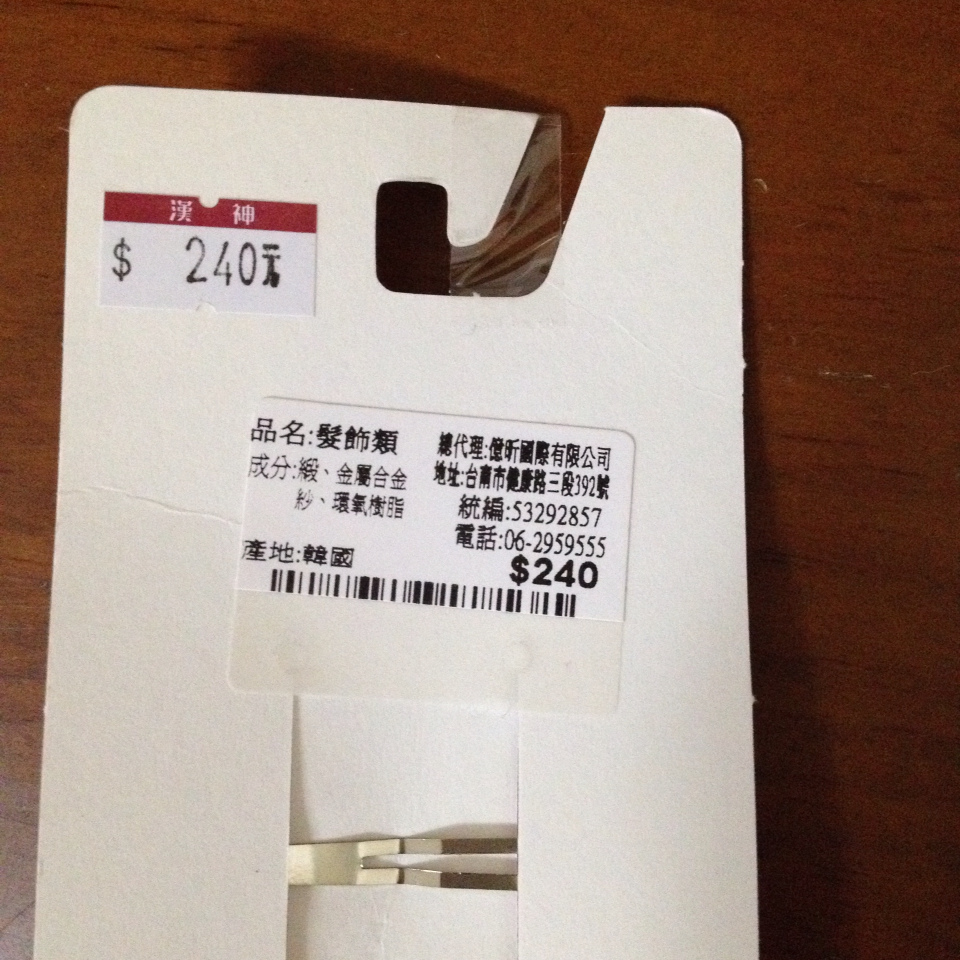 漢神
$ 240元
品名:髮飾類
成分:緞、金屬合金
紗、環氧樹脂
產地:韓國
總代理:億昕國際有限公司
地址:台南市健康路三段392號
統編:53292857
電話:06-2959555
$240